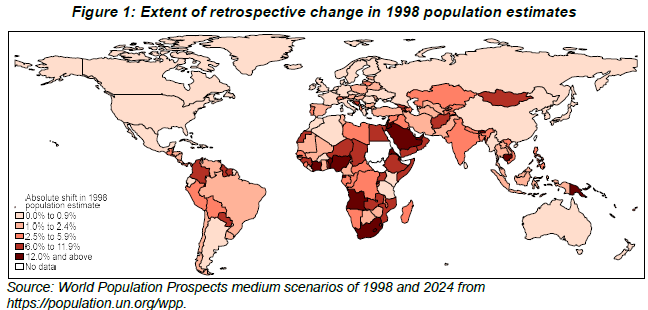 Figure 1: Extent of retrospective change in 1998 population estimates
Absolute shift in 1998
population estimate
0.0% to 0.9%
1.0% to 2.4%
2.5% to 5.9%
6.0% to 11.9%
12.0% and above
No data
Source: World Population Prospects medium scenarios of 1998 and 2024 from
https://population.un.org/wpp.